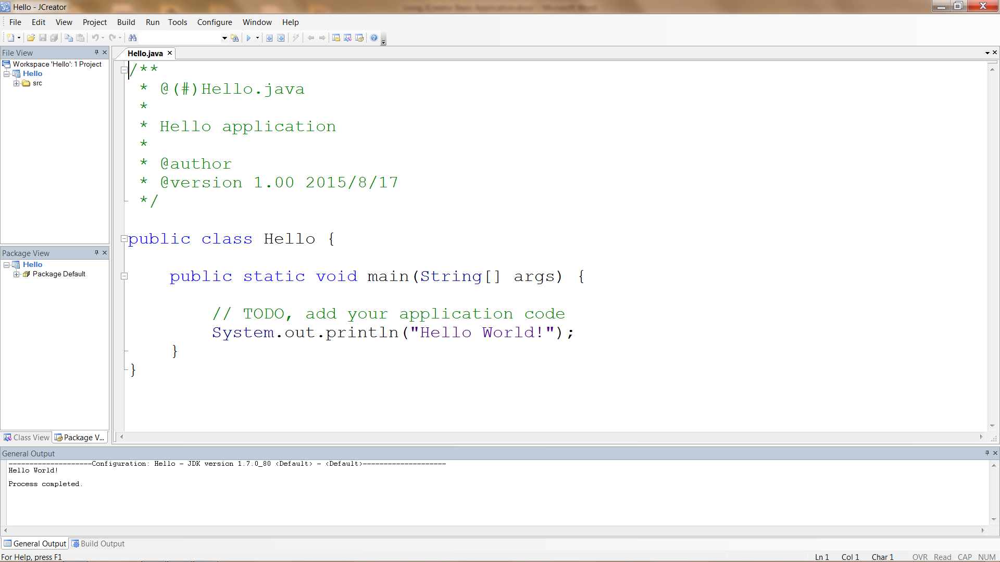 Hello - JCreator
File Edit View Project Build Run Tools Configure Window Help
File View
Workspace 'Hello': 1 Project
Hello
src
Package View
Hello
Package Default
Class View Package V...
Hello.java
/**
* @(#)Hello.java
*
* Hello application
*
* @author
* @version 1.00 2015/8/17
*/
public class Hello {
public static void main(String[] args) {
// TODO, add your application code
System.out.println("Hello World!");
}
}
General Output
--------------------Configuration: Hello - JDK version 1.7.0_80 <Default> - <Default>--------------------
Hello World!
Process completed.
General Output Build Output
For Help, press F1
Ln 1 Col 1 Char 1 OVR Read CAP NUM